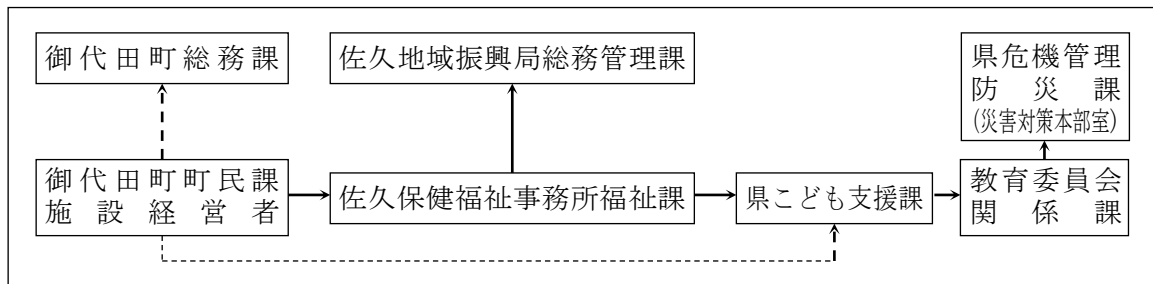 御代田町総務課
佐久地域振興局総務管理課
県危機管理
防災課
(災害対策本部室)
御代田町町民課
施設経営者
佐久保健福祉事務所福祉課
県こども支援課
教育委員会
関係課